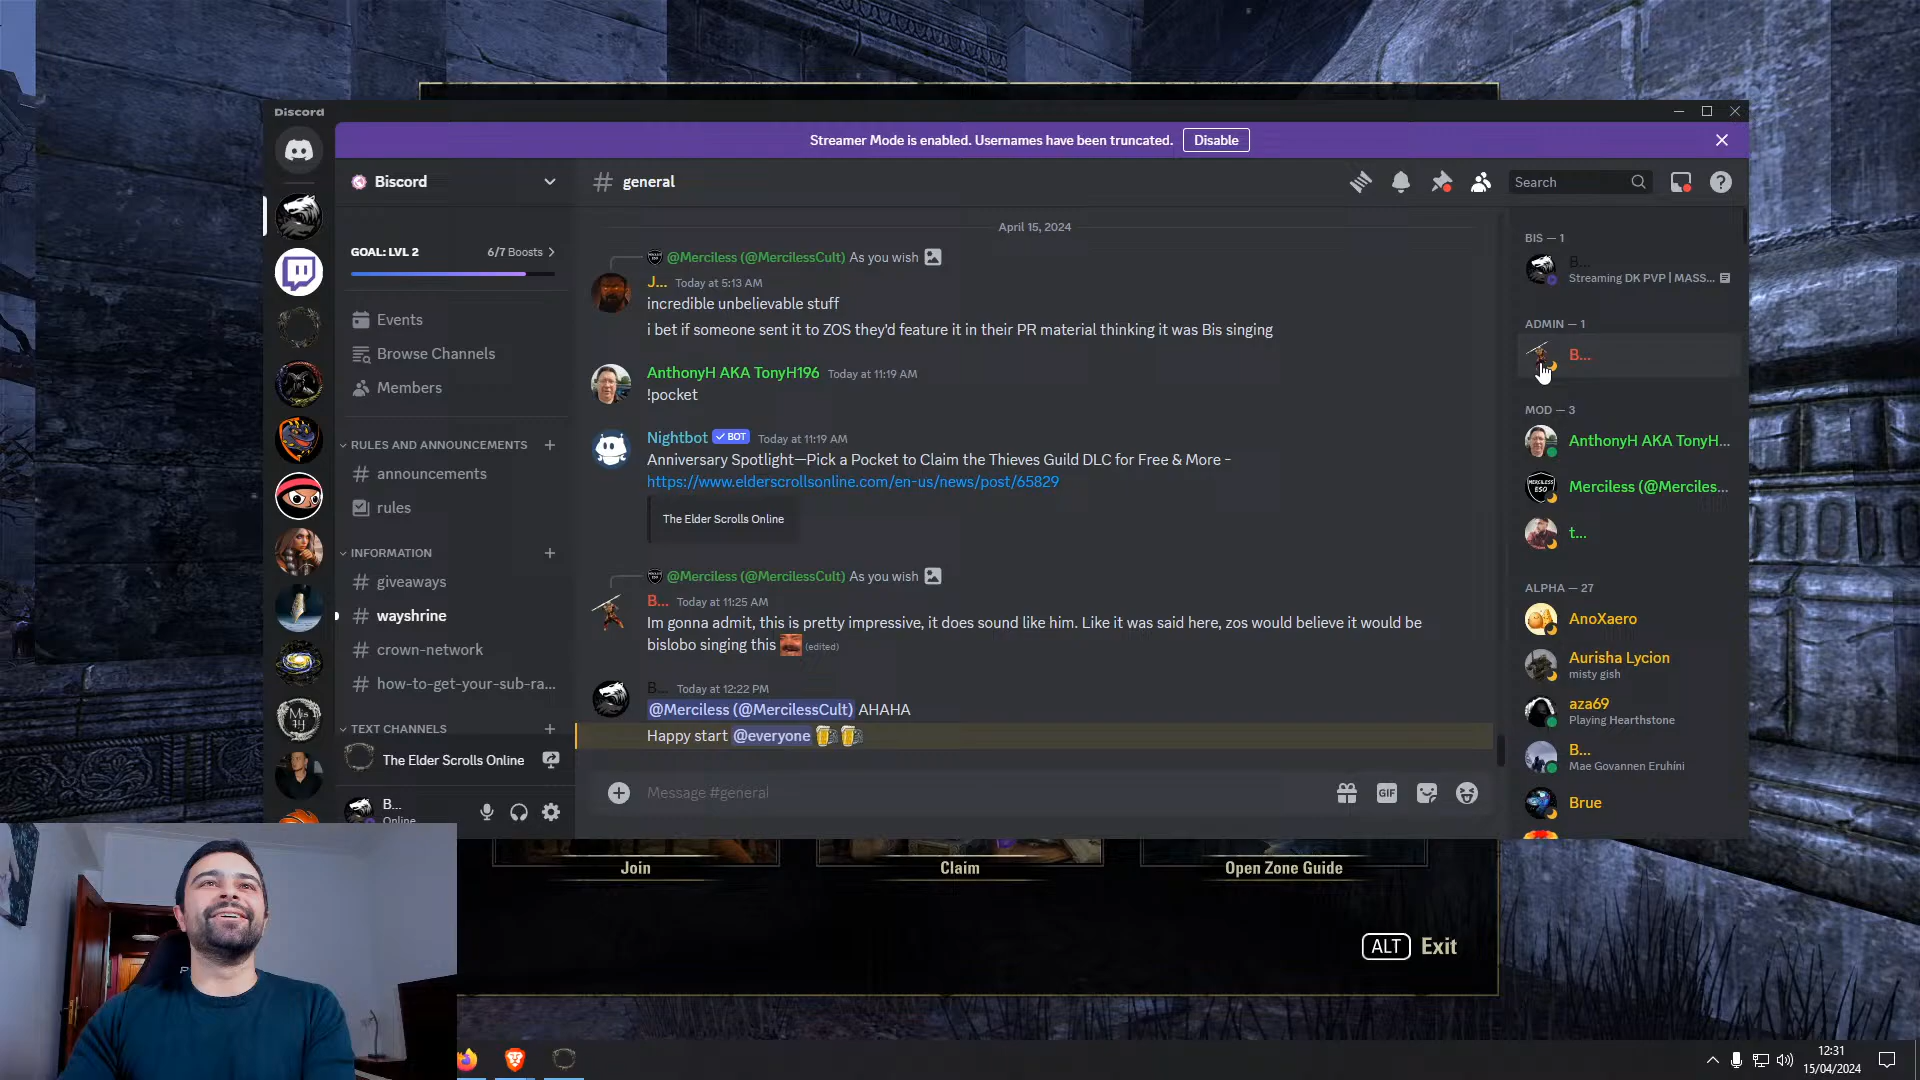 Discord
Streamer Mode is enabled. Usernames have been truncated.
Disable
Biscord
general
Search
GOAL: LVL 2
6/7 Boosts
Events
Browse Channels
Members
RULES AND ANNOUNCEMENTS
announcements
rules
INFORMATION
giveaways
wayshrine
crown-network
how-to-get-your-sub-ra...
TEXT CHANNELS
The Elder Scrolls Online
B...
Online
April 15, 2024
@Merciless (@MercilessCult) As you wish
J... Today at 5:13 AM
incredible unbelievable stuff
i bet if someone sent it to ZOS they'd feature it in their PR material thinking it was Bis singing
AnthonyH AKA TonyH196 Today at 11:19 AM
!pocket
Nightbot BOT Today at 11:19 AM
Anniversary Spotlight—Pick a Pocket to Claim the Thieves Guild DLC for Free & More -
https://www.elderscrollsonline.com/en-us/news/post/65829
The Elder Scrolls Online
@Merciless (@MercilessCult) As you wish
B... Today at 11:25 AM
Im gonna admit, this is pretty impressive, it does sound like him. Like it was said here, zos would believe it would be
bislobo singing this (edited)
B... Today at 12:22 PM
@Merciless (@MercilessCult) AHAHA
Happy start @everyone
Message #general
GIF
BIS — 1
B...
Streaming DK PVP | MASS...
ADMIN — 1
B...
MOD — 3
AnthonyH AKA TonyH...
Merciless (@Merciles...
t...
ALPHA — 27
AnoXaero
Aurisha Lycion
misty gish
aza69
Playing Hearthstone
B...
Mae Govannen Eruhíni
Brue
Join
Claim
Open Zone Guide
ALT Exit
12:31
15/04/2024